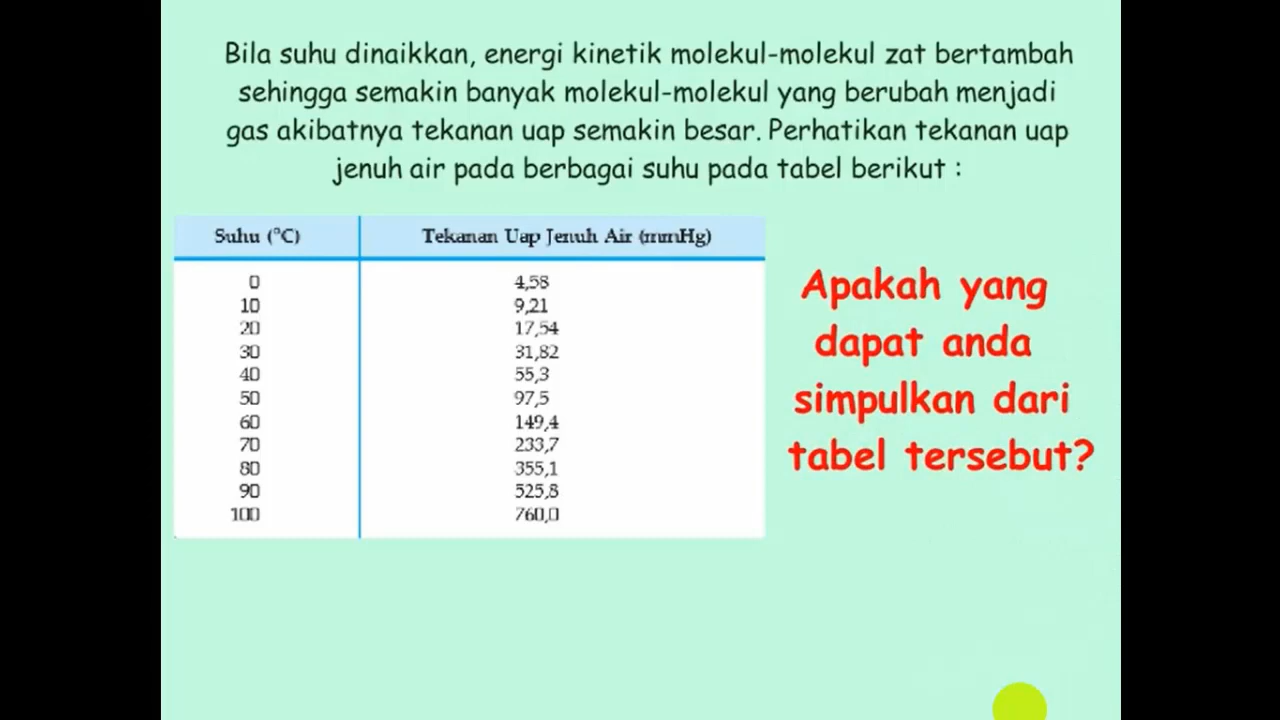 Bila suhu dinaikkan, energi kinetik molekul-molekul zat bertambah
sehingga semakin banyak molekul-molekul yang berubah menjadi
gas akibatnya tekanan uap semakin besar. Perhatikan tekanan uap
jenuh air pada berbagai suhu pada tabel berikut :
Suhu (°C) Tekanan Uap Jenuh Air (mmHg)
0 4,58
10 9,21
20 17,54
30 31,82
40 55,3
50 97,5
60 149,4
70 233,7
80 355,1
90 525,8
100 760,0
Apakah yang
dapat anda
simpulkan dari
tabel tersebut?